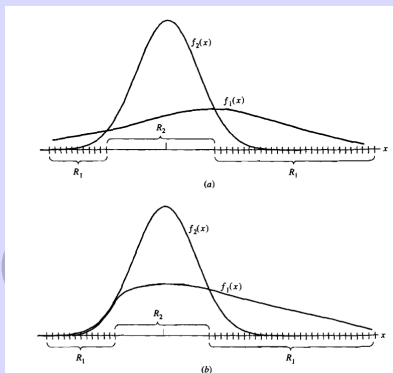 f₂(x)
f₁(x)
R₂
x
R₁
R₁
(a)
f₂(x)
f₁(x)
R₂
x
R₁
R₁
(b)